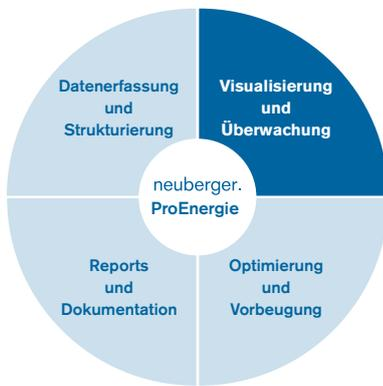 Datenerfassung
und
Strukturierung
Visualisierung
und
Überwachung
neuberger.
ProEnergie
Reports
und
Dokumentation
Optimierung
und
Vorbeugung